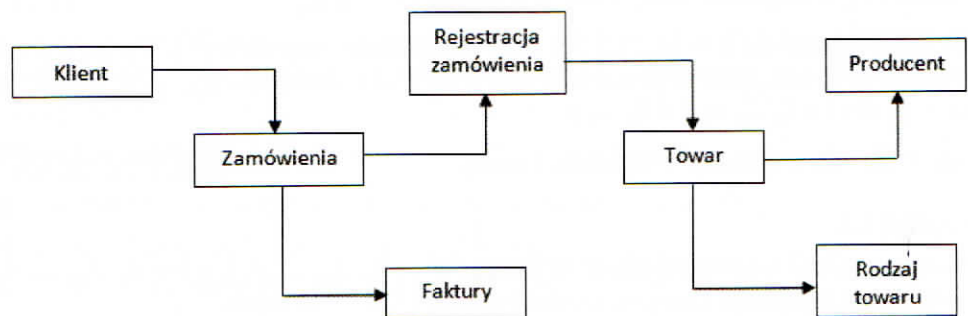 Klient
Rejestracja
zamówienia
Producent
Zamówienia
Towar
Faktury
Rodzaj
towaru